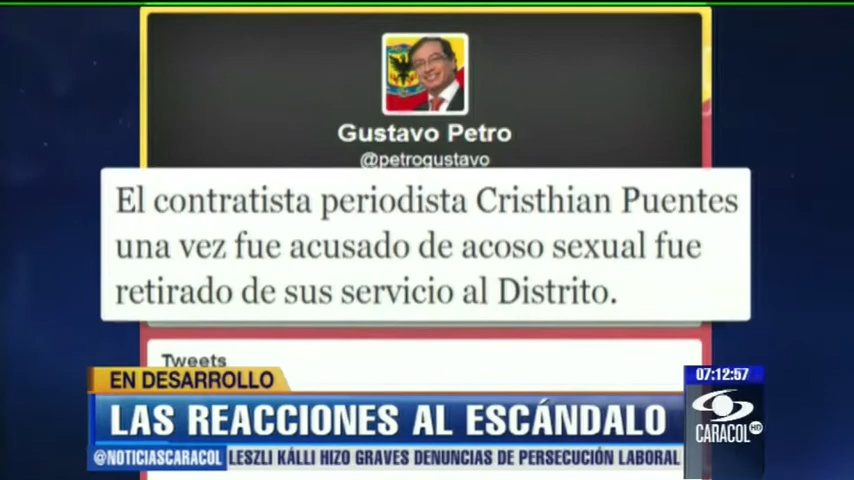 Gustavo Petro
@petrogustavo
El contratista periodista Cristhian Puentes
una vez fue acusado de acoso sexual fue
retirado de sus servicio al Distrito.
Tweets
EN DESARROLLO
07:12:57
LAS REACCIONES AL ESCÁNDALO
CARACOL HD
@NOTICIASCARACOL LESZLI KÁLLI HIZO GRAVES DENUNCIAS DE PERSECUCIÓN LABORAL